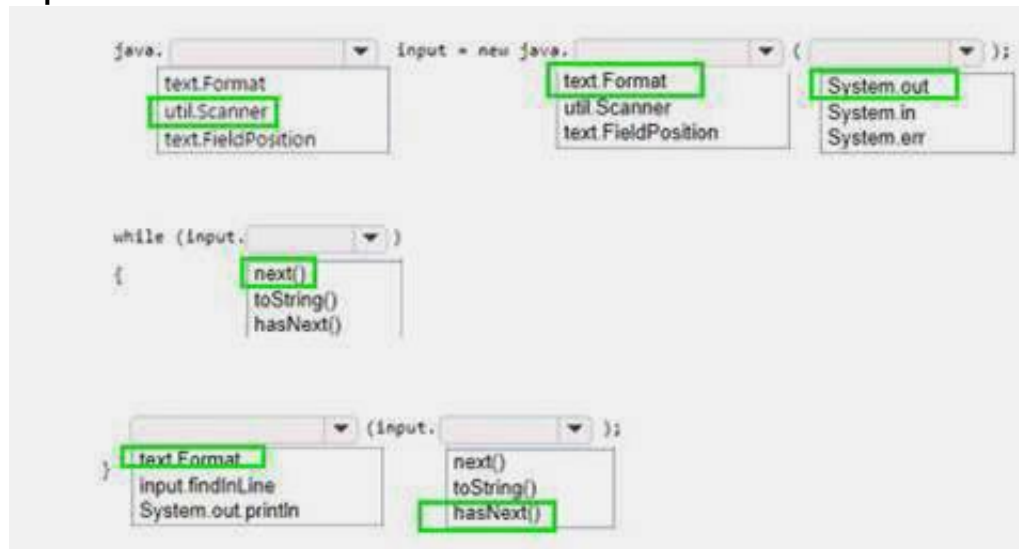 java. input = new java. ( );
text.Format text.Format System.out
util.Scanner util.Scanner System.in
text.FieldPosition text.FieldPosition System.err
while (input. )
{ next()
toString()
hasNext()
(input. );
} text.Format next()
input.findInLine toString()
System.out.println hasNext()